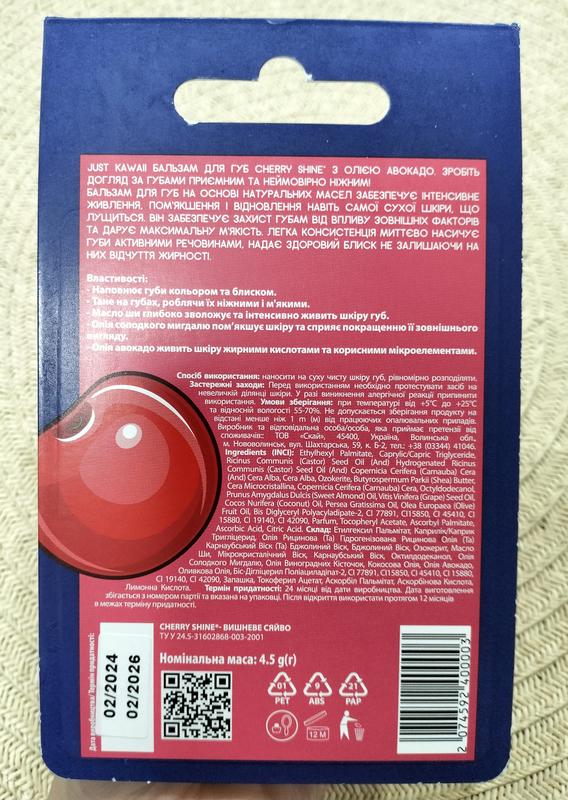 JUST KAWAII БАЛЬЗАМ ДЛЯ ГУБ CHERRY SHINE® З ОЛІЄЮ АВОКАДО. ЗРОБІТЬ
ДОГЛЯД ЗА ГУБАМИ ПРИЄМНИМ ТА НЕЙМОВІРНО НІЖНИМ!
БАЛЬЗАМ ДЛЯ ГУБ НА ОСНОВІ НАТУРАЛЬНИХ МАСЕЛ ЗАБЕЗПЕЧУЄ ІНТЕНСИВНЕ
ЖИВЛЕННЯ, ПОМ'ЯКШЕННЯ І ВІДНОВЛЕННЯ НАВІТЬ САМОЇ СУХОЇ ШКІРИ, ЩО
ЛУЩИТЬСЯ. ВІН ЗАБЕЗПЕЧУЄ ЗАХИСТ ГУБАМ ВІД ВПЛИВУ ЗОВНІШНІХ ФАКТОРІВ
ТА ДАРУЄ МАКСИМАЛЬНУ М'ЯКІСТЬ. ЛЕГКА КОНСИСТЕНЦІЯ МИТТЄВО НАСИЧУЄ
ГУБИ АКТИВНИМИ РЕЧОВИНАМИ, НАДАЄ ЗДОРОВИЙ БЛИСК НЕ ЗАЛИШАЮЧИ НА
НИХ ВІДЧУТТЯ ЖИРНОСТІ.
Властивості:
- Наповнює губи кольором та блиском.
- Тане на губах, роблячи їх ніжними і м'якими.
- Масло ши глибоко зволожує та інтенсивно живить шкіру губ.
- Олія солодкого мигдалю пом'якшує шкіру та сприяє покращенню її зовнішнього
вигляду.
- Олія авокадо живить шкіру жирними кислотами та корисними мікроелементами.
Спосіб використання: наносити на суху чисту шкіру губ, рівномірно розподіляти.
Застережні заходи: Перед використанням необхідно протестувати засіб на
невеличкій ділянці шкіри. У разі виникнення алергічної реакції припинити
використання. Умови зберігання: при температурі від +5°С до +25°С
та відносній вологості 55-70%. Не допускається зберігання продукту на
відстані менше ніж 1 m (м) від працюючих опалювальних приладів.
Виробник та відповідальна особа/особа, яка приймає претензії від
споживачів: ТОВ «Скай», 45400, Україна, Волинська обл.,
м. Нововолинськ, вул. Шахтарська, 59, к. Б-2, тел.: +38 (03344) 41046.
Ingredients (INCI): Ethylhexyl Palmitate, Caprylic/Capric Triglyceride,
Ricinus Communis (Castor) Seed Oil (And) Hydrogenated Ricinus
Communis (Castor) Seed Oil (And) Copernicia Cerifera (Carnauba) Cera
(And) Cera Alba, Cera Alba, Ozokerite, Butyrospermum Parkii (Shea) Butter,
Cera Microcristallina, Copernicia Cerifera (Carnauba) Cera, Octyldodecanol,
Prunus Amygdalus Dulcis (Sweet Almond) Oil, Vitis Vinifera (Grape) Seed Oil,
Cocos Nucifera (Coconut) Oil, Persea Gratissima Oil, Olea Europaea (Olive)
Fruit Oil, Bis Diglyceryl Polyacyladipate-2, CI 77891, CI15850, CI 45410, CI
15880, CI 19140, CI 42090, Parfum, Tocopheryl Acetate, Ascorbyl Palmitate,
Ascorbic Acid, Citric Acid. Склад: Етилгексил Пальмітат, Каприлік/Каприк
Тригліцерид, Олія Рицинова (Та) Гідрогенізована Рицинова Олія (Та)
Карнаубський Віск (Та) Бджолиний Віск, Бджолиний Віск, Озокерит, Масло
Ши, Мікрокристалічний Віск, Карнаубський Віск, Октилдодеканол, Олія
Солодкого Мигдалю, Олія Виноградних Кісточок, Кокосова Олія, Олія Авокадо,
Оливкова Олія, Біс-Дігліцерил Поліациладіпат-2, СІ 77891, СІ15850, СІ 45410, СІ 15880,
СІ 19140, СІ 42090, Запашка, Токоферил Ацетат, Аскорбіл Пальмітат, Аскорбінова Кислота,
Лимонна Кислота. Термін придатності: 24 місяці від дати виробництва. Дата виготовлення
збігається з номером партії та вказана на упаковці. Після відкриття використати протягом 12 місяців
в межах терміну придатності.
CHERRY SHINE®- ВИШНЕВЕ СЯЙВО
ТУ У 24.5-31602868-003-2001
Номінальна маса: 4.5 g(г)
Дата виробництва/ Термін придатності:
02/2024
02/2026
01
PET
9
ABS
21
PAP
12 M
2 074592 400003